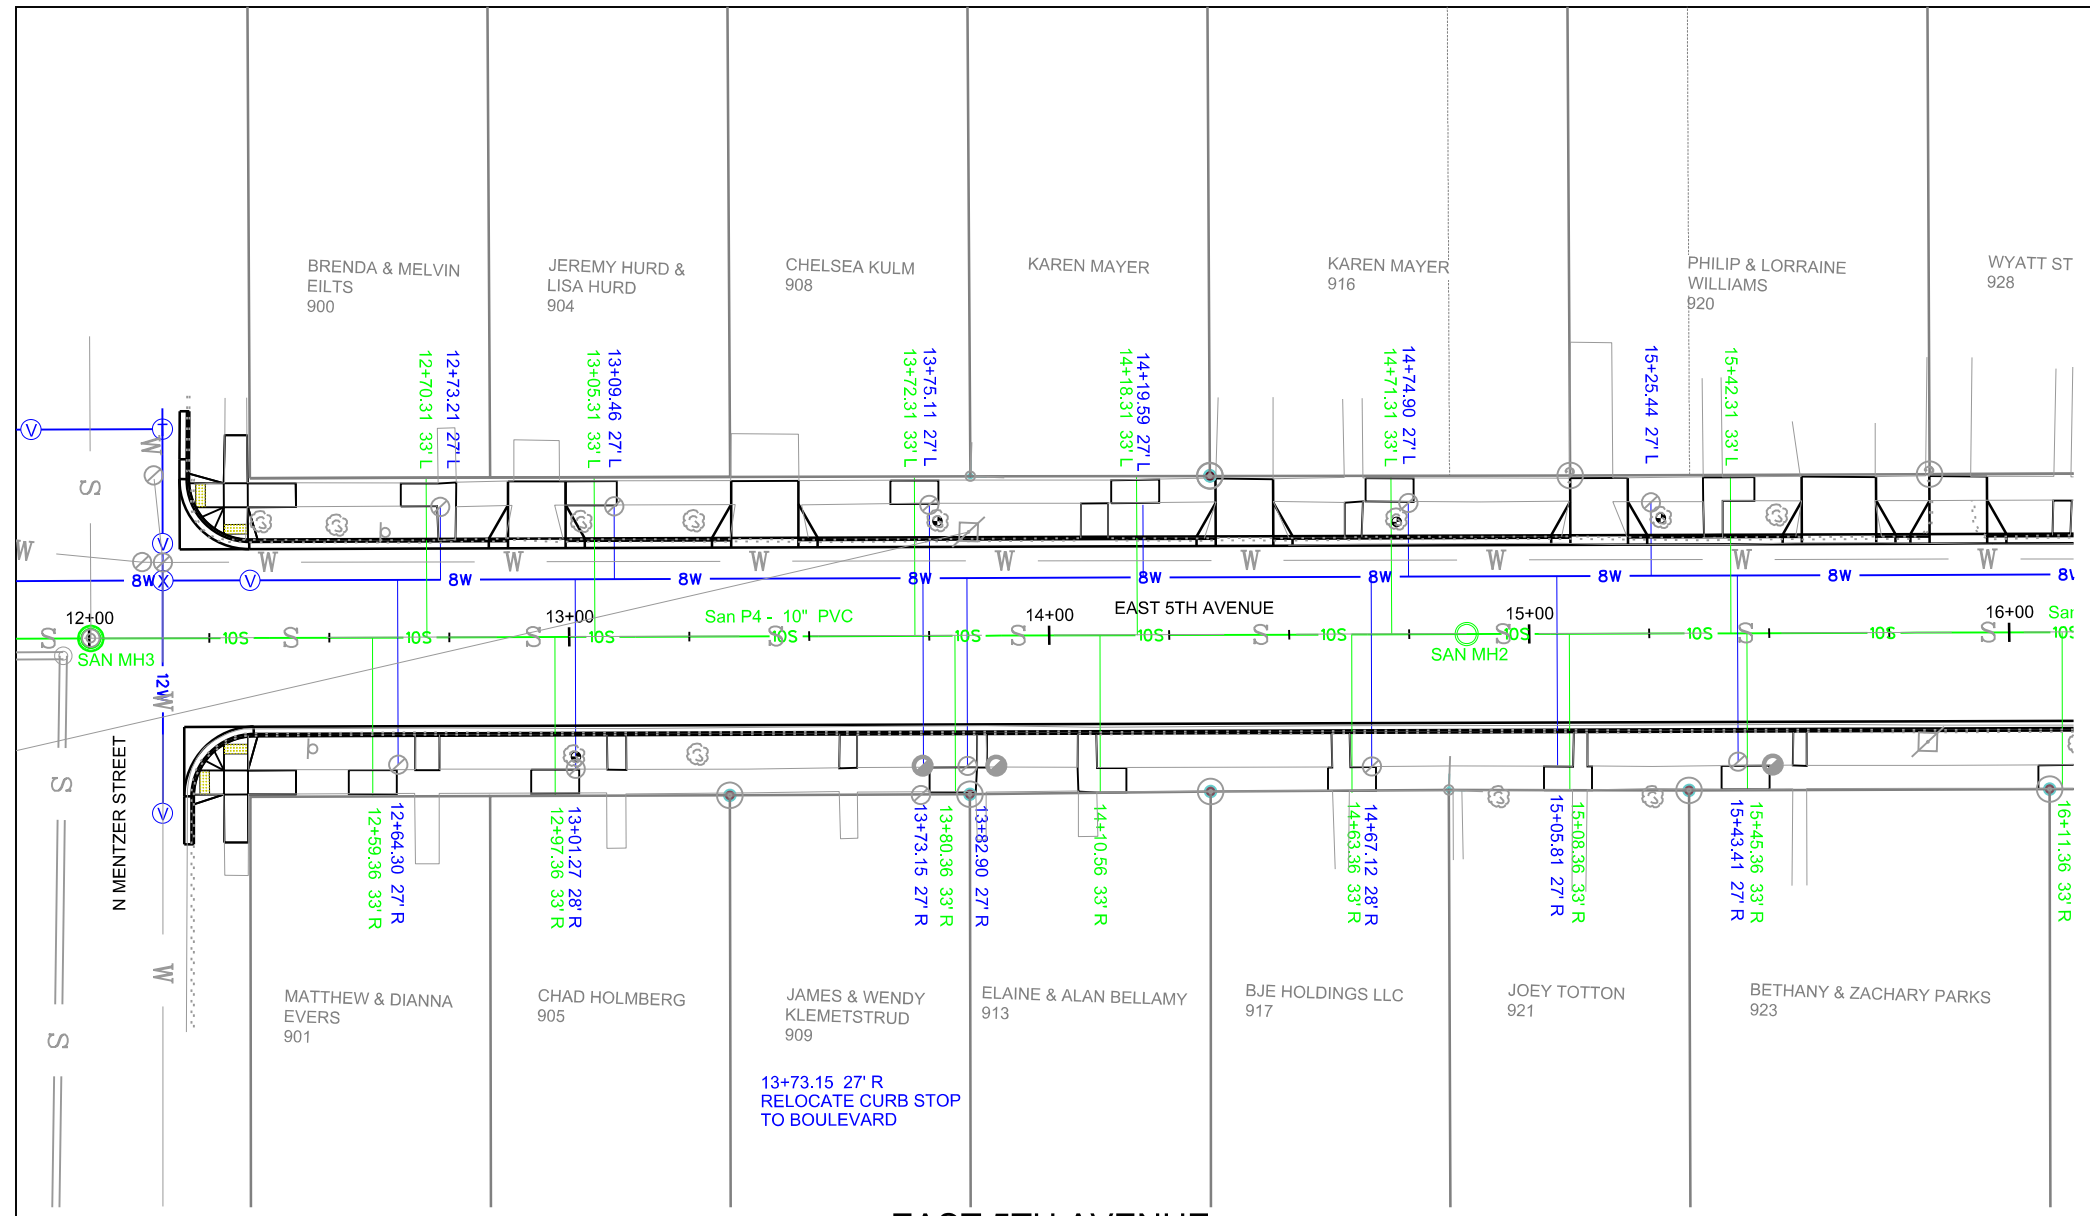 BRENDA & MELVIN
EILTS
900
JEREMY HURD &
LISA HURD
904
CHELSEA KULM
908
KAREN MAYER
KAREN MAYER
916
PHILIP & LORRAINE
WILLIAMS
920
WYATT ST
928
12+70.31 33' L
12+73.21 27' L
13+05.31 33' L
13+09.46 27' L
13+72.31 33' L
13+75.11 27' L
14+18.31 33' L
14+19.59 27' L
14+71.31 33' L
14+74.90 27' L
15+25.44 27' L
15+42.31 33' L
V
T
W
S
b
V
W
W
W
W
W
W
W
W
W
8W
X
V
8W
8W
8W
8W
8W
8W
8W
8W
12+00
13+00
San P4 - 10" PVC
14+00
EAST 5TH AVENUE
15+00
16+00
San
S
10S
S
10S
S
10S
S
10S
10S
S
10S
S
10S
S
10S
10S
S
10S
S
10S
SAN MH3
SAN MH2
12W
W
b
S
V
N MENTZER STREET
12+59.36 33' R
12+64.30 27' R
12+97.36 33' R
13+01.27 28' R
13+73.15 27' R
13+80.36 33' R
13+82.90 27' R
14+10.56 33' R
14+63.36 33' R
14+67.12 28' R
15+05.81 27' R
15+08.36 33' R
15+43.41 27' R
15+45.36 33' R
16+11.36 33' R
W
S
MATTHEW & DIANNA
EVERS
901
CHAD HOLMBERG
905
JAMES & WENDY
KLEMETSTRUD
909
ELAINE & ALAN BELLAMY
913
BJE HOLDINGS LLC
917
JOEY TOTTON
921
BETHANY & ZACHARY PARKS
923
13+73.15 27' R
RELOCATE CURB STOP
TO BOULEVARD
EAST 5TH AVENUE